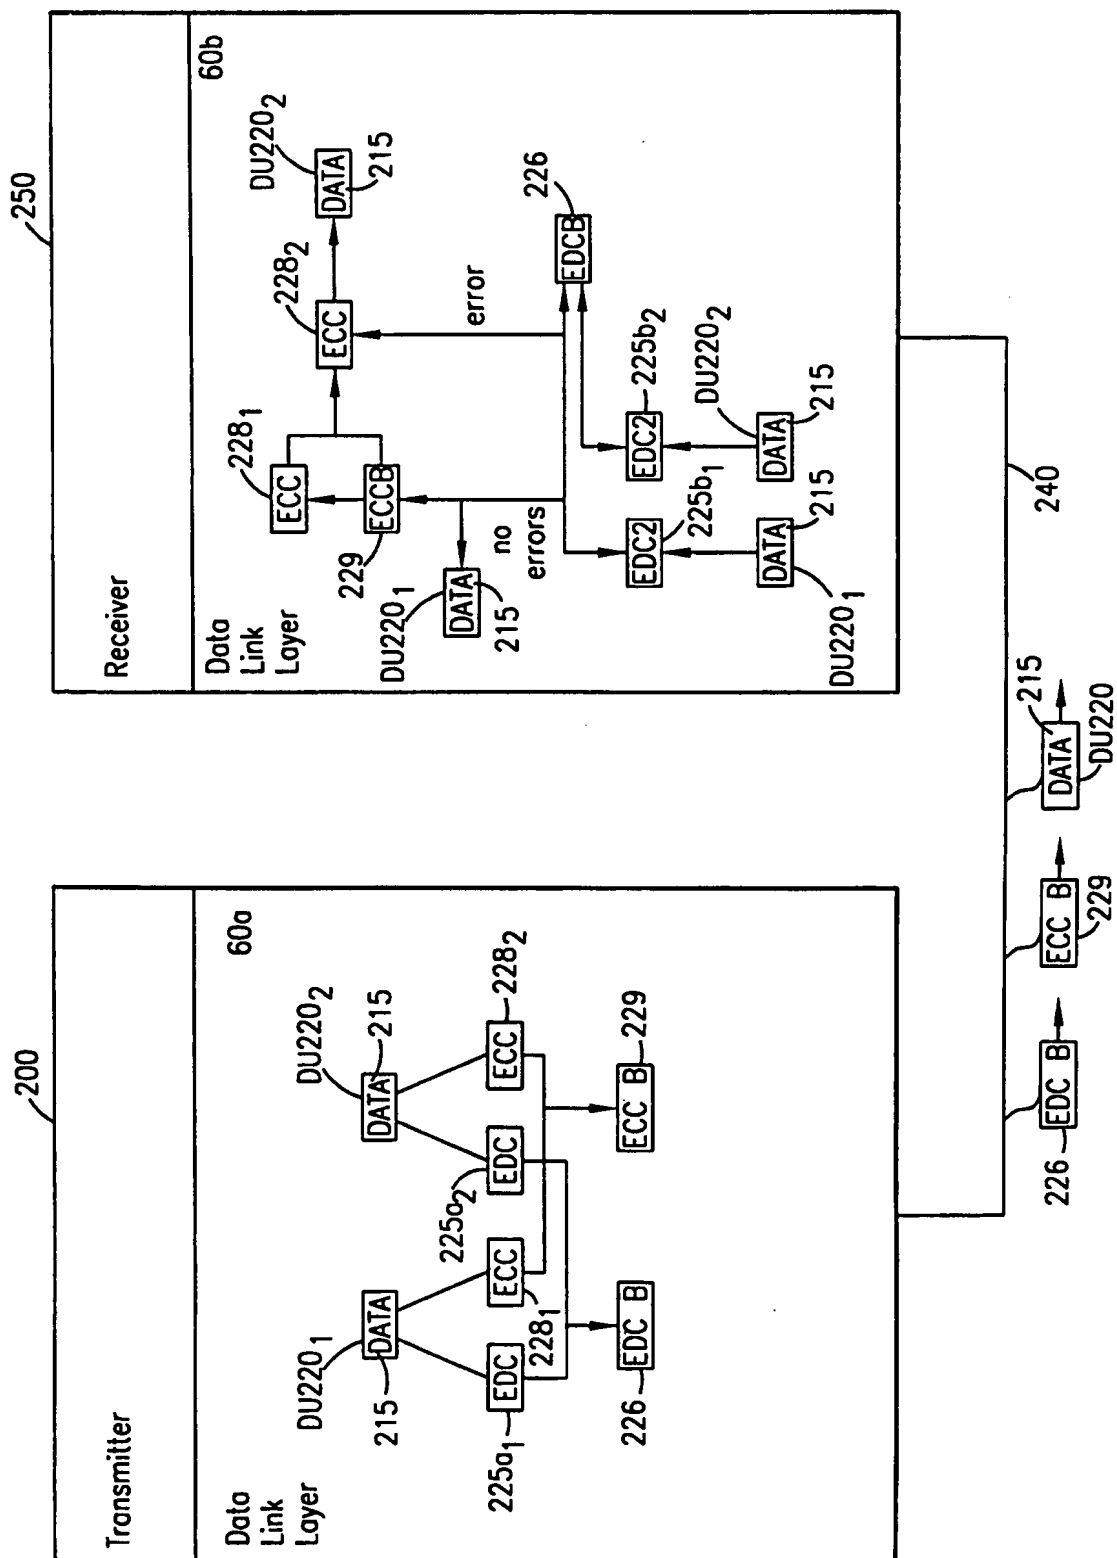 200
Transmitter
Data
Link
Layer
60a
DU220₁
DATA
215
DU220₂
DATA
215
EDC
225a₁
ECC
228₁
EDC
225a₂
ECC
228₂
EDC B
226
ECC B
229
250
Receiver
Data
Link
Layer
60b
ECC
228₁
ECC
228₂
DATA
DU220₂
215
ECCB
229
DU220₁
DATA
215
no
errors
error
EDCB
226
EDC2
225b₁
EDC2
225b₂
DU220₁
DATA
215
DU220₂
DATA
215
240
EDC B
226
ECC B
229
DATA
215
DU220